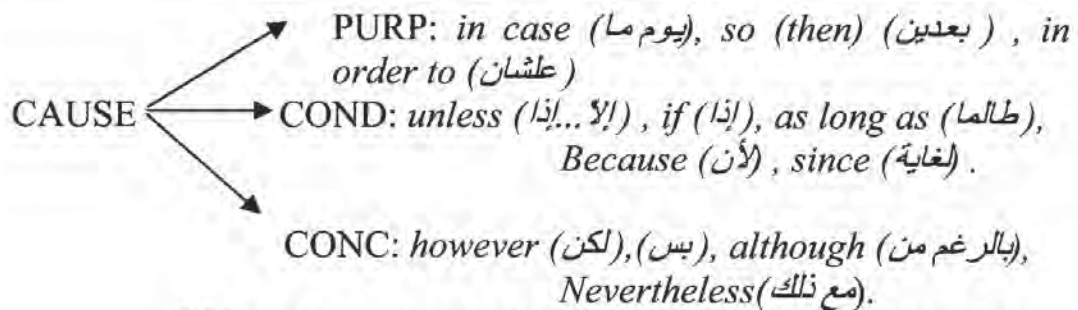 PURP: in case (يوم ما), so (then) (بعدين ) , in
order to (علشان )
CAUSE COND: unless (إلا...إذا) , if (إذا), as long as (طالما),
Because (لأن) , since (لغاية) .
CONC: however (لكن),(بس), although (بالرغم من),
Nevertheless(مع ذلك).